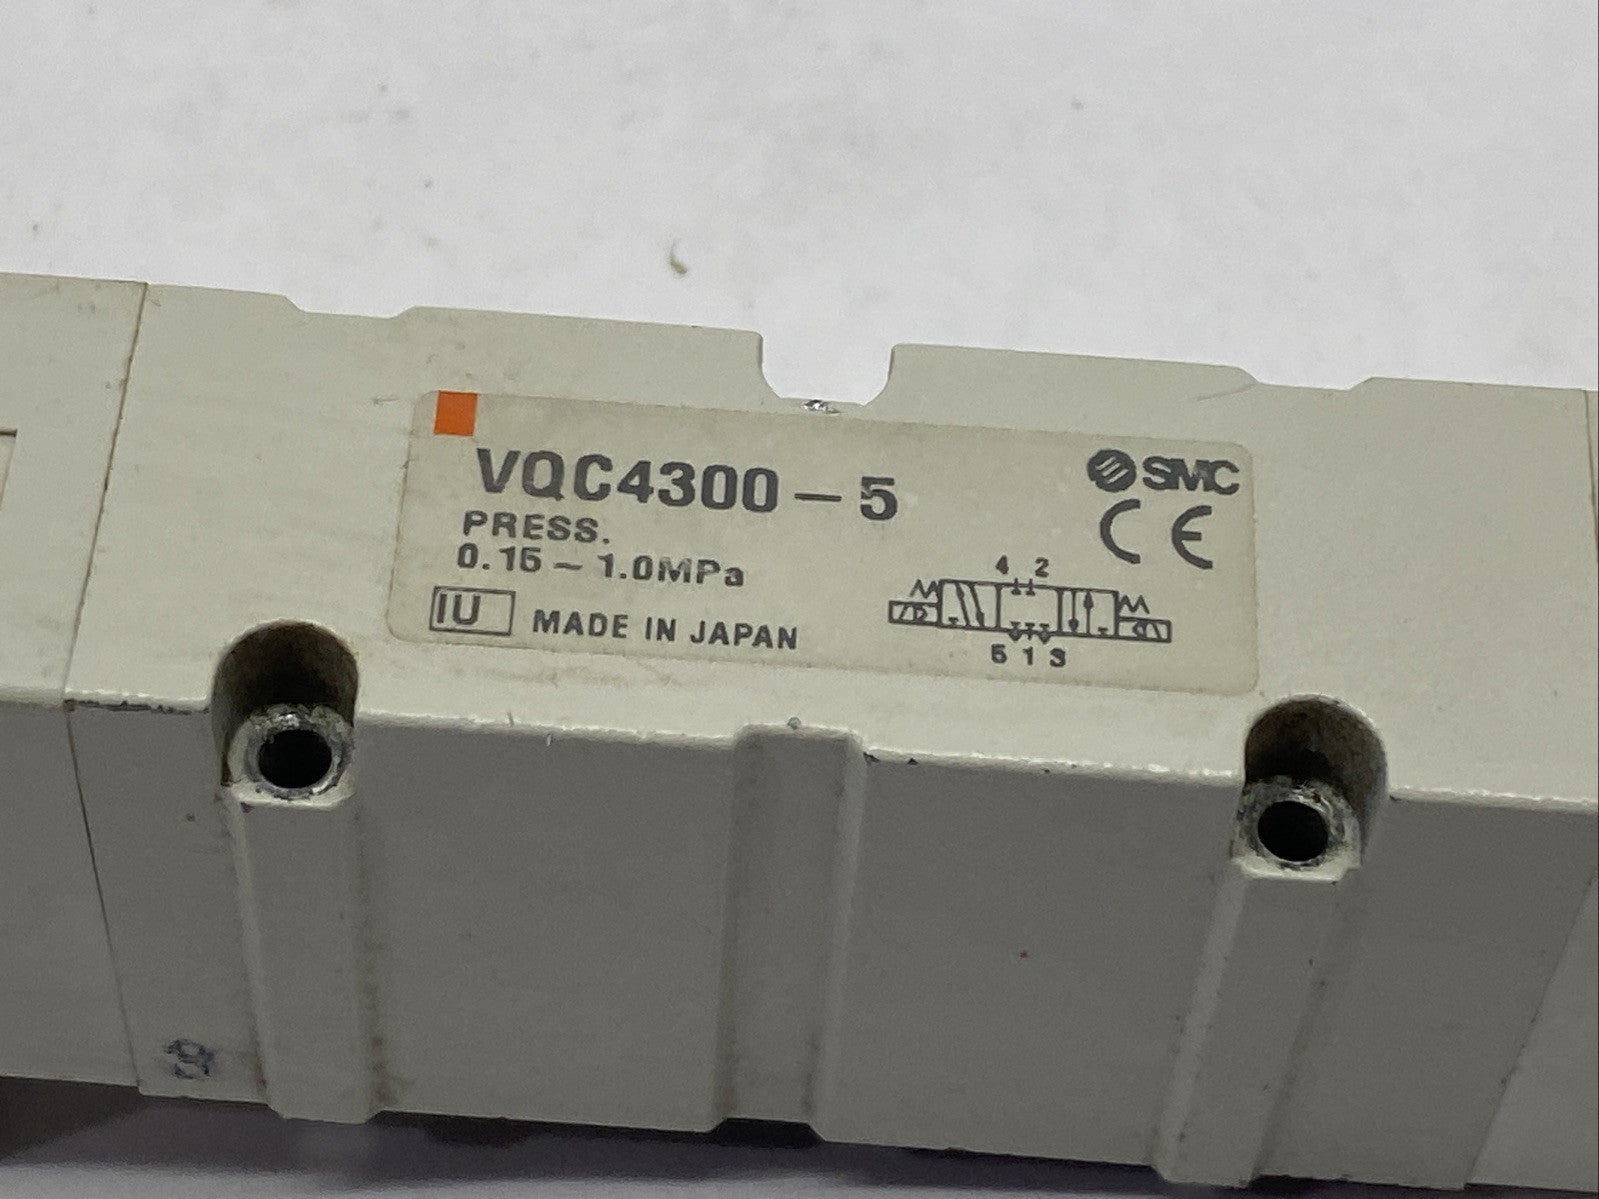 VQC4300-5
SMC
PRESS.
CE
0.15~1.0MPa
IU MADE IN JAPAN
4 2
5 1 3